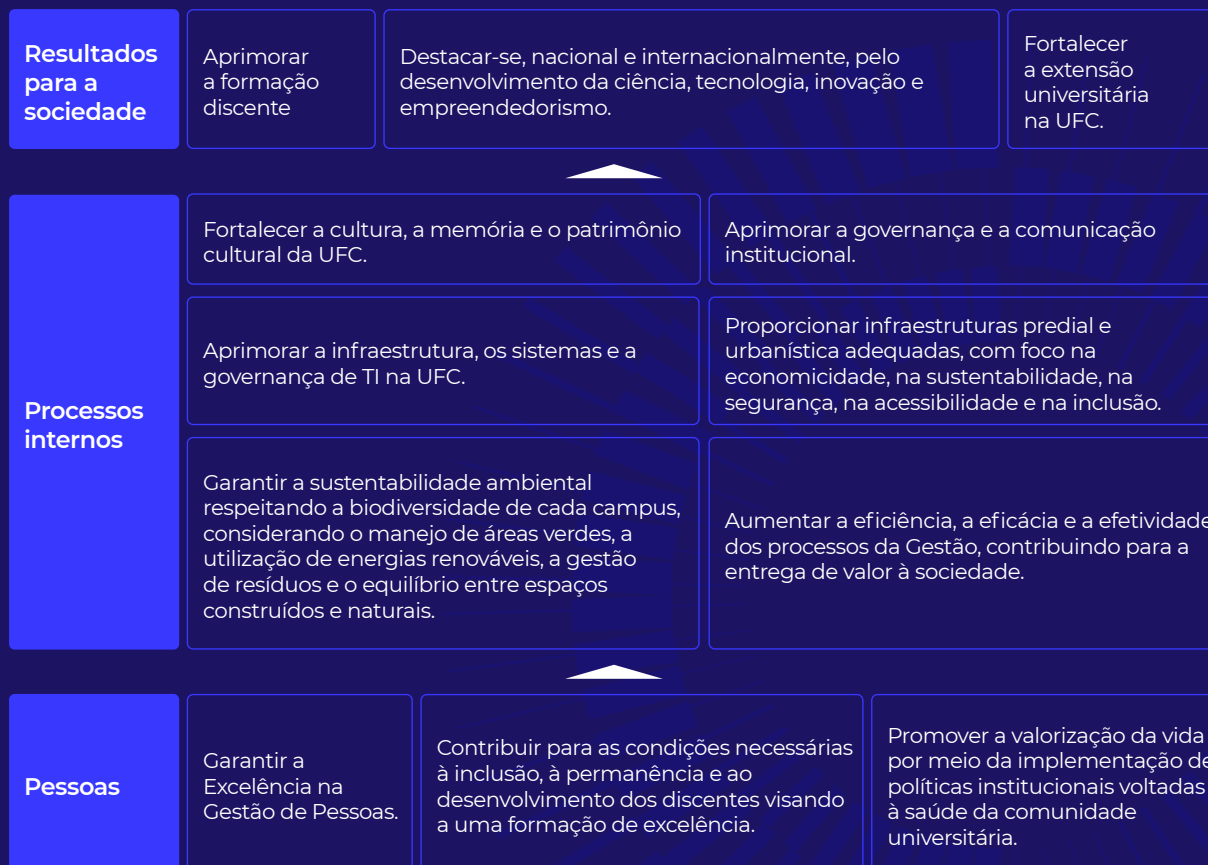 Resultados
para a
sociedade
Aprimorar
a formação
discente
Destacar-se, nacional e internacionalmente, pelo
desenvolvimento da ciência, tecnologia, inovação e
empreendedorismo.
Fortalecer
a extensão
universitária
na UFC.
Processos
internos
Fortalecer a cultura, a memória e o patrimônio
cultural da UFC.
Aprimorar a governança e a comunicação
institucional.
Aprimorar a infraestrutura, os sistemas e a
governança de TI na UFC.
Proporcionar infraestruturas predial e
urbanística adequadas, com foco na
economicidade, na sustentabilidade, na
segurança, na acessibilidade e na inclusão.
Garantir a sustentabilidade ambiental
respeitando a biodiversidade de cada campus,
considerando o manejo de áreas verdes, a
utilização de energias renováveis, a gestão
de resíduos e o equilíbrio entre espaços
construídos e naturais.
Aumentar a eficiência, a eficácia e a efetividade
dos processos da Gestão, contribuindo para a
entrega de valor à sociedade.
Pessoas
Garantir a
Excelência na
Gestão de Pessoas.
Contribuir para as condições necessárias
à inclusão, à permanência e ao
desenvolvimento dos discentes visando
a uma formação de excelência.
Promover a valorização da vida
por meio da implementação de
políticas institucionais voltadas
à saúde da comunidade
universitária.